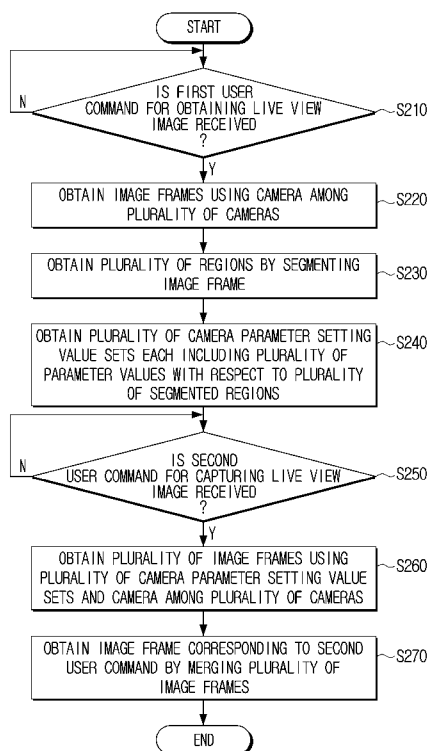 START
IS FIRST USER
COMMAND FOR OBTAINING LIVE VIEW
IMAGE RECEIVED
?
N
S210
Y
OBTAIN IMAGE FRAMES USING CAMERA AMONG
PLURALITY OF CAMERAS
S220
OBTAIN PLURALITY OF REGIONS BY SEGMENTING
IMAGE FRAME
S230
OBTAIN PLURALITY OF CAMERA PARAMETER SETTING
VALUE SETS EACH INCLUDING PLURALITY OF
PARAMETER VALUES WITH RESPECT TO PLURALITY
OF SEGMENTED REGIONS
S240
IS SECOND
USER COMMAND FOR CAPTURING LIVE VIEW
IMAGE RECEIVED
?
N
S250
Y
OBTAIN PLURALITY OF IMAGE FRAMES USING
PLURALITY OF CAMERA PARAMETER SETTING VALUE
SETS AND CAMERA AMONG PLURALITY OF CAMERAS
S260
OBTAIN IMAGE FRAME CORRESPONDING TO SECOND
USER COMMAND BY MERGING PLURALITY OF
IMAGE FRAMES
S270
END